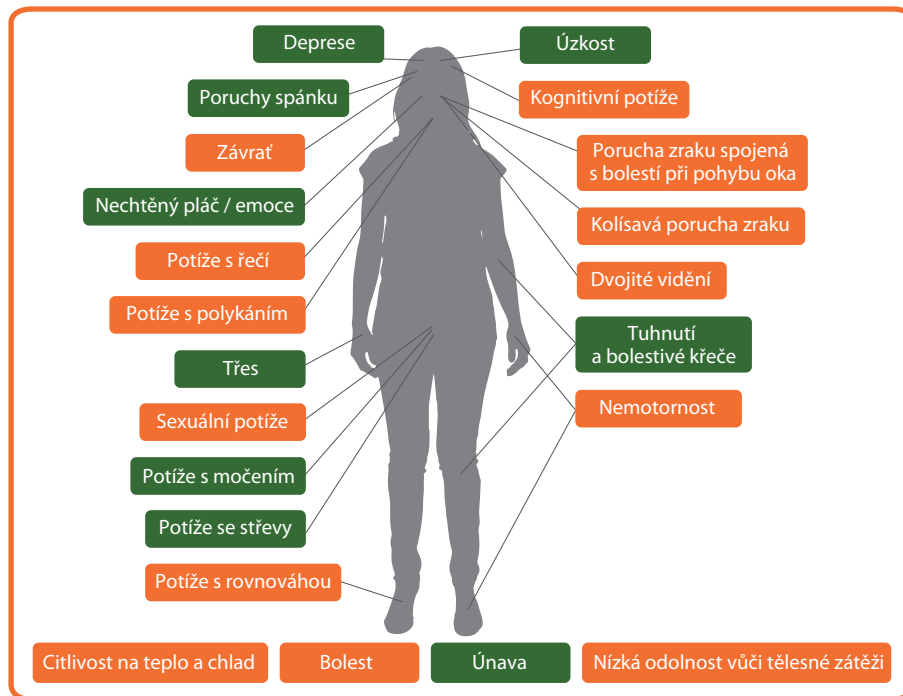 Deprese
Úzkost
Poruchy spánku
Kognitivní potíže
Závrať
Porucha zraku spojená
s bolestí při pohybu oka
Nechtěný pláč / emoce
Kolísavá porucha zraku
Potíže s řečí
Dvojité vidění
Potíže s polykáním
Tuhnutí
a bolestivé křeče
Třes
Nemotornost
Sexuální potíže
Potíže s močením
Potíže se střevy
Potíže s rovnováhou
Citlivost na teplo a chlad
Bolest
Únava
Nízká odolnost vůči tělesné zátěži